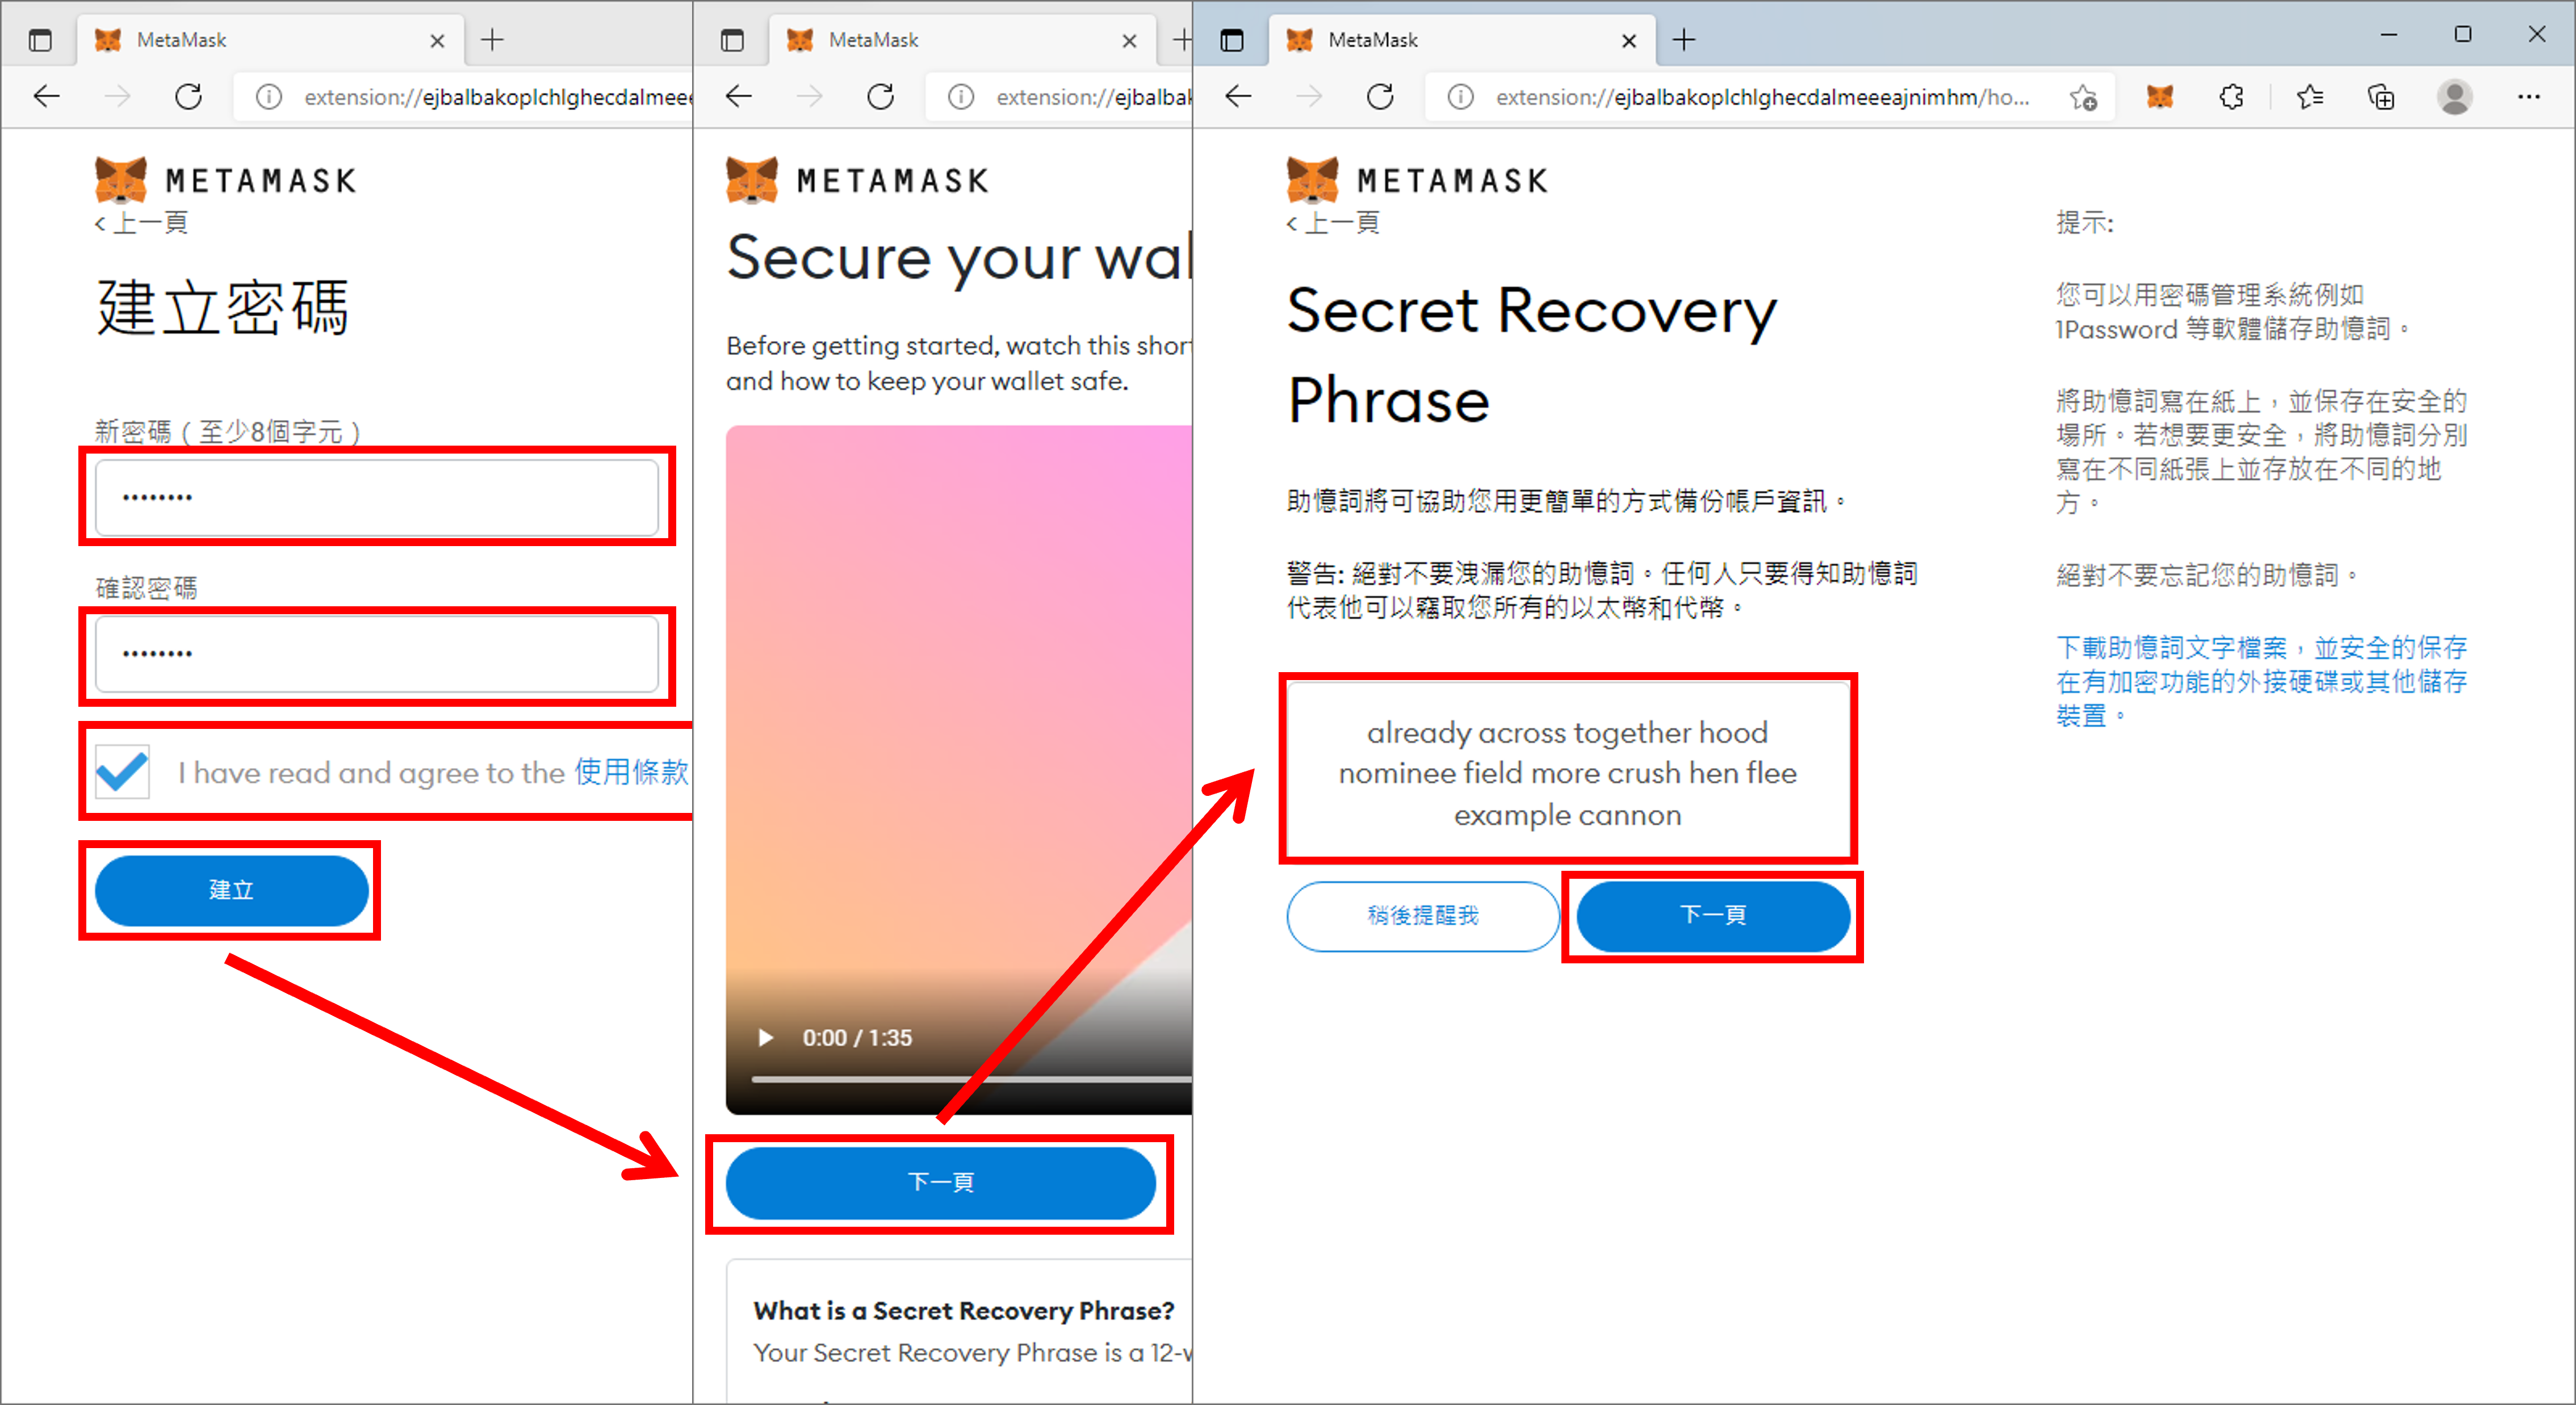 MetaMask
extension://ejbalbakoplchlghecdalmeee
METAMASK
< 上一頁
建立密碼
新密碼（至少8個字元）
••••••••
確認密碼
••••••••
I have read and agree to the 使用條款
建立
MetaMask
extension://ejbalbak
METAMASK
Secure your wal
Before getting started, watch this short
and how to keep your wallet safe.
0:00 / 1:35
下一頁
What is a Secret Recovery Phrase?
Your Secret Recovery Phrase is a 12-w
MetaMask
extension://ejbalbakoplchlghecdalmeeeajnimhm/ho...
METAMASK
< 上一頁
Secret Recovery
Phrase
助憶詞將可協助您用更簡單的方式備份帳戶資訊。
警告: 絕對不要洩漏您的助憶詞。任何人只要得知助憶詞
代表他可以竊取您所有的以太幣和代幣。
already across together hood
nominee field more crush hen flee
example cannon
稍後提醒我
下一頁
提示:
您可以用密碼管理系統例如
1Password 等軟體儲存助憶詞。
將助憶詞寫在紙上，並保存在安全的
場所。若想要更安全，將助憶詞分別
寫在不同紙張上並存放在不同的地
方。
絕對不要忘記您的助憶詞。
下載助憶詞文字檔案，並安全的保存
在有加密功能的外接硬碟或其他儲存
裝置。